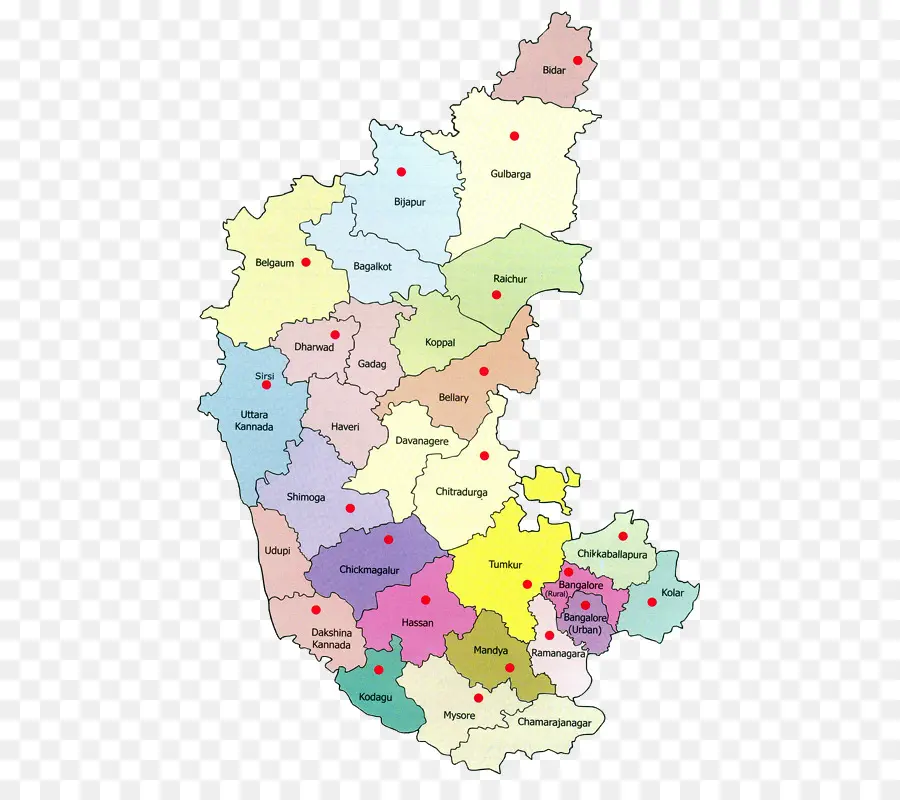 Bidar
Gulbarga
Bijapur
Belgaum
Bagalkot
Raichur
Dharwad
Koppal
Gadag
Sirsi
Bellary
Uttara
Kannada
Haveri
Davanagere
Chitradurga
Shimoga
Udupi
Chikkaballapura
Tumkur
Chickmagalur
Bangalore
(Rural)
Kolar
Bangalore
(Urban)
Hassan
Dakshina
Kannada
Mandya
Ramanagara
Kodagu
Mysore
Chamarajanagar